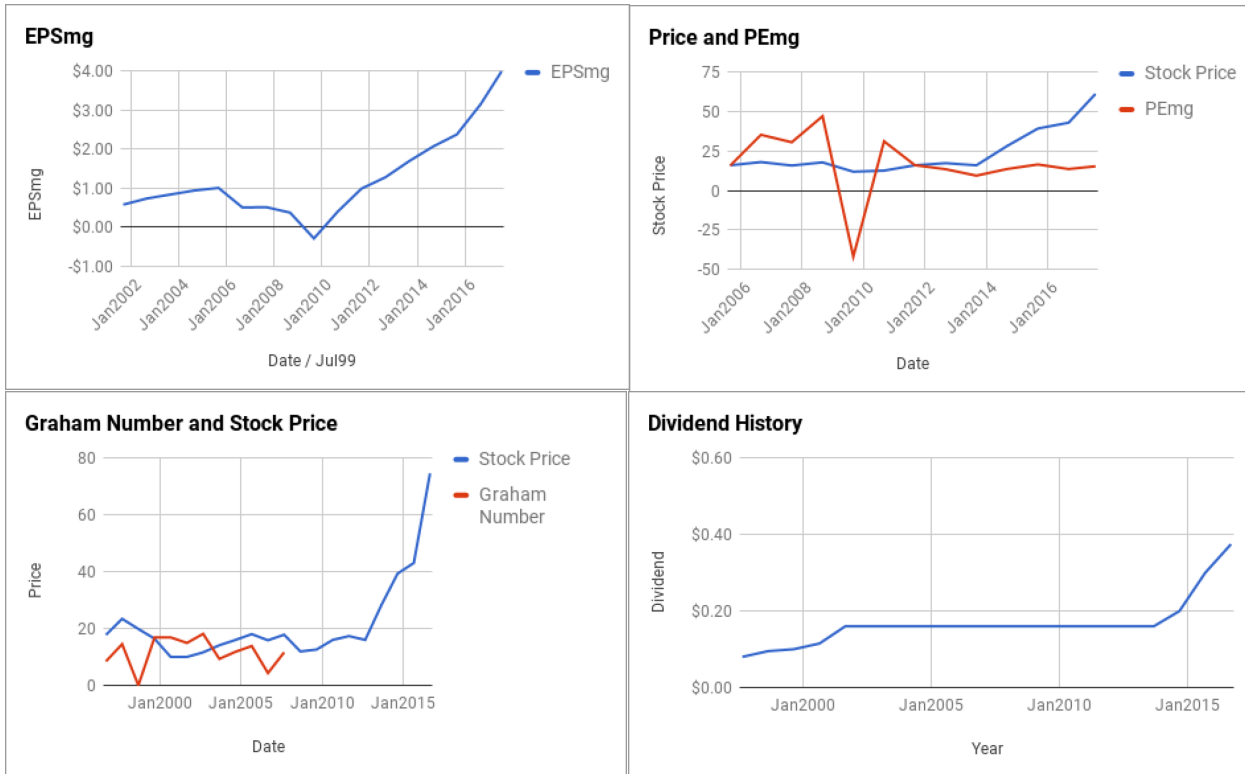 EPSmg
$4.00
$3.00
$2.00
$1.00
$0.00
-$1.00
EPSmg
EPSmg
Jan2002
Jan2004
Jan2006
Jan2008
Jan2010
Jan2012
Jan2014
Jan2016
Date / Jul99
Price and PEmg
75
50
25
0
-25
-50
Stock Price
Stock Price
PEmg
Jan2006
Jan2008
Jan2010
Jan2012
Jan2014
Jan2016
Date
Graham Number and Stock Price
80
60
40
20
0
Price
Stock Price
Graham
Number
Jan2000
Jan2005
Jan2010
Jan2015
Date
Dividend History
$0.60
$0.40
$0.20
$0.00
Dividend
Jan2000
Jan2005
Jan2010
Jan2015
Year